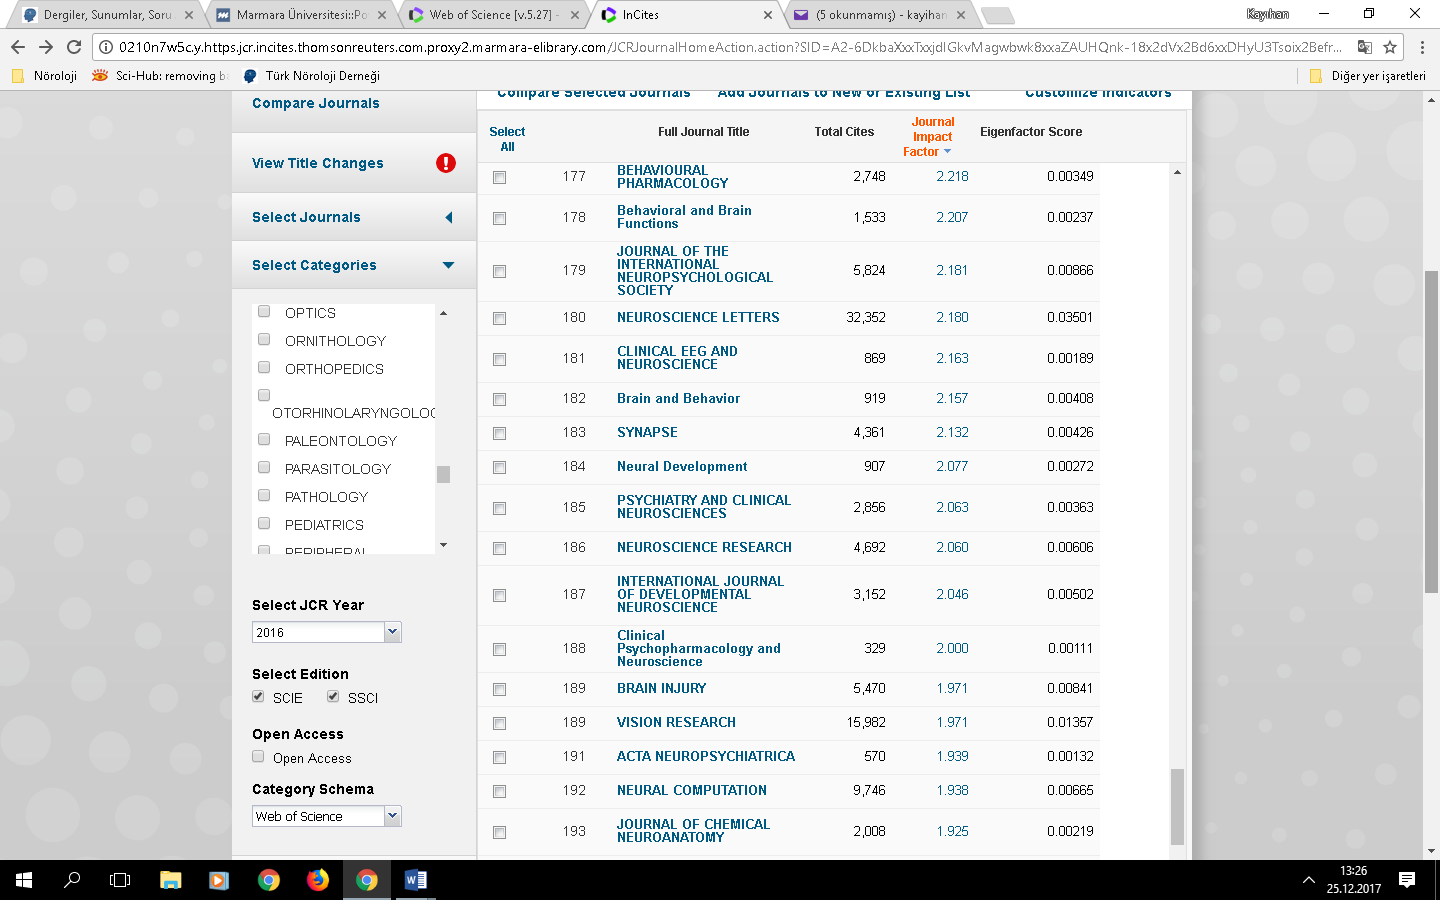 Dergiler, Sunumlar, Soru
Marmara Üniversitesi::Po
Web of Science [v.5.27] -
InCites
(5 okunmamış) - kayihan
Kayıhan
0210n7w5c.y.https.jcr.incites.thomsonreuters.com.proxy2.marmara-elibrary.com/JCRJournalHomeAction.action?SID=A2-6DkbaXxxTxxjdIGkvMagwbwk8xxaZAUHQnk-18x2dVx2Bd6xxDHyU3Tsoix2Befr...
Nöroloji
Sci-Hub: removing b
Türk Nöroloji Derneği
Diğer yer işaretleri
Compare Journals
View Title Changes
Select Journals
Select Categories
OPTICS
ORNITHOLOGY
ORTHOPEDICS
OTORHINOLARYNGOLOG
PALEONTOLOGY
PARASITOLOGY
PATHOLOGY
PEDIATRICS
PERIPHERAL
Select JCR Year
2016
Select Edition
SCIE SSCI
Open Access
Open Access
Category Schema
Web of Science
Compare Selected Journals Add Journals to New or Existing List Customize Indicators
Select All Full Journal Title Total Cites Journal Impact Factor Eigenfactor Score
177 BEHAVIOURAL PHARMACOLOGY 2,748 2.218 0.00349
178 Behavioral and Brain Functions 1,533 2.207 0.00237
179 JOURNAL OF THE INTERNATIONAL NEUROPSYCHOLOGICAL SOCIETY 5,824 2.181 0.00866
180 NEUROSCIENCE LETTERS 32,352 2.180 0.03501
181 CLINICAL EEG AND NEUROSCIENCE 869 2.163 0.00189
182 Brain and Behavior 919 2.157 0.00408
183 SYNAPSE 4,361 2.132 0.00426
184 Neural Development 907 2.077 0.00272
185 PSYCHIATRY AND CLINICAL NEUROSCIENCES 2,856 2.063 0.00363
186 NEUROSCIENCE RESEARCH 4,692 2.060 0.00606
187 INTERNATIONAL JOURNAL OF DEVELOPMENTAL NEUROSCIENCE 3,152 2.046 0.00502
188 Clinical Psychopharmacology and Neuroscience 329 2.000 0.00111
189 BRAIN INJURY 5,470 1.971 0.00841
189 VISION RESEARCH 15,982 1.971 0.01357
191 ACTA NEUROPSYCHIATRICA 570 1.939 0.00132
192 NEURAL COMPUTATION 9,746 1.938 0.00665
193 JOURNAL OF CHEMICAL NEUROANATOMY 2,008 1.925 0.00219
13:26
25.12.2017